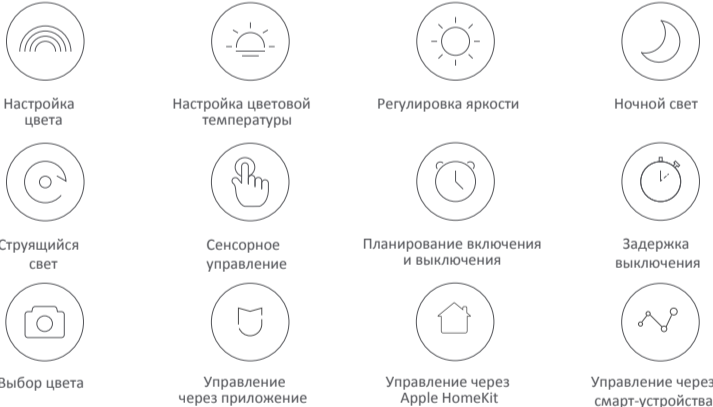 Настройка
цвета
Настройка цветовой
температуры
Регулировка яркости
Ночной свет
Струящийся
свет
Сенсорное
управление
Планирование включения
и выключения
Задержка
выключения
Выбор цвета
Управление
через приложение
Управление через
Apple HomeKit
Управление через
смарт-устройства